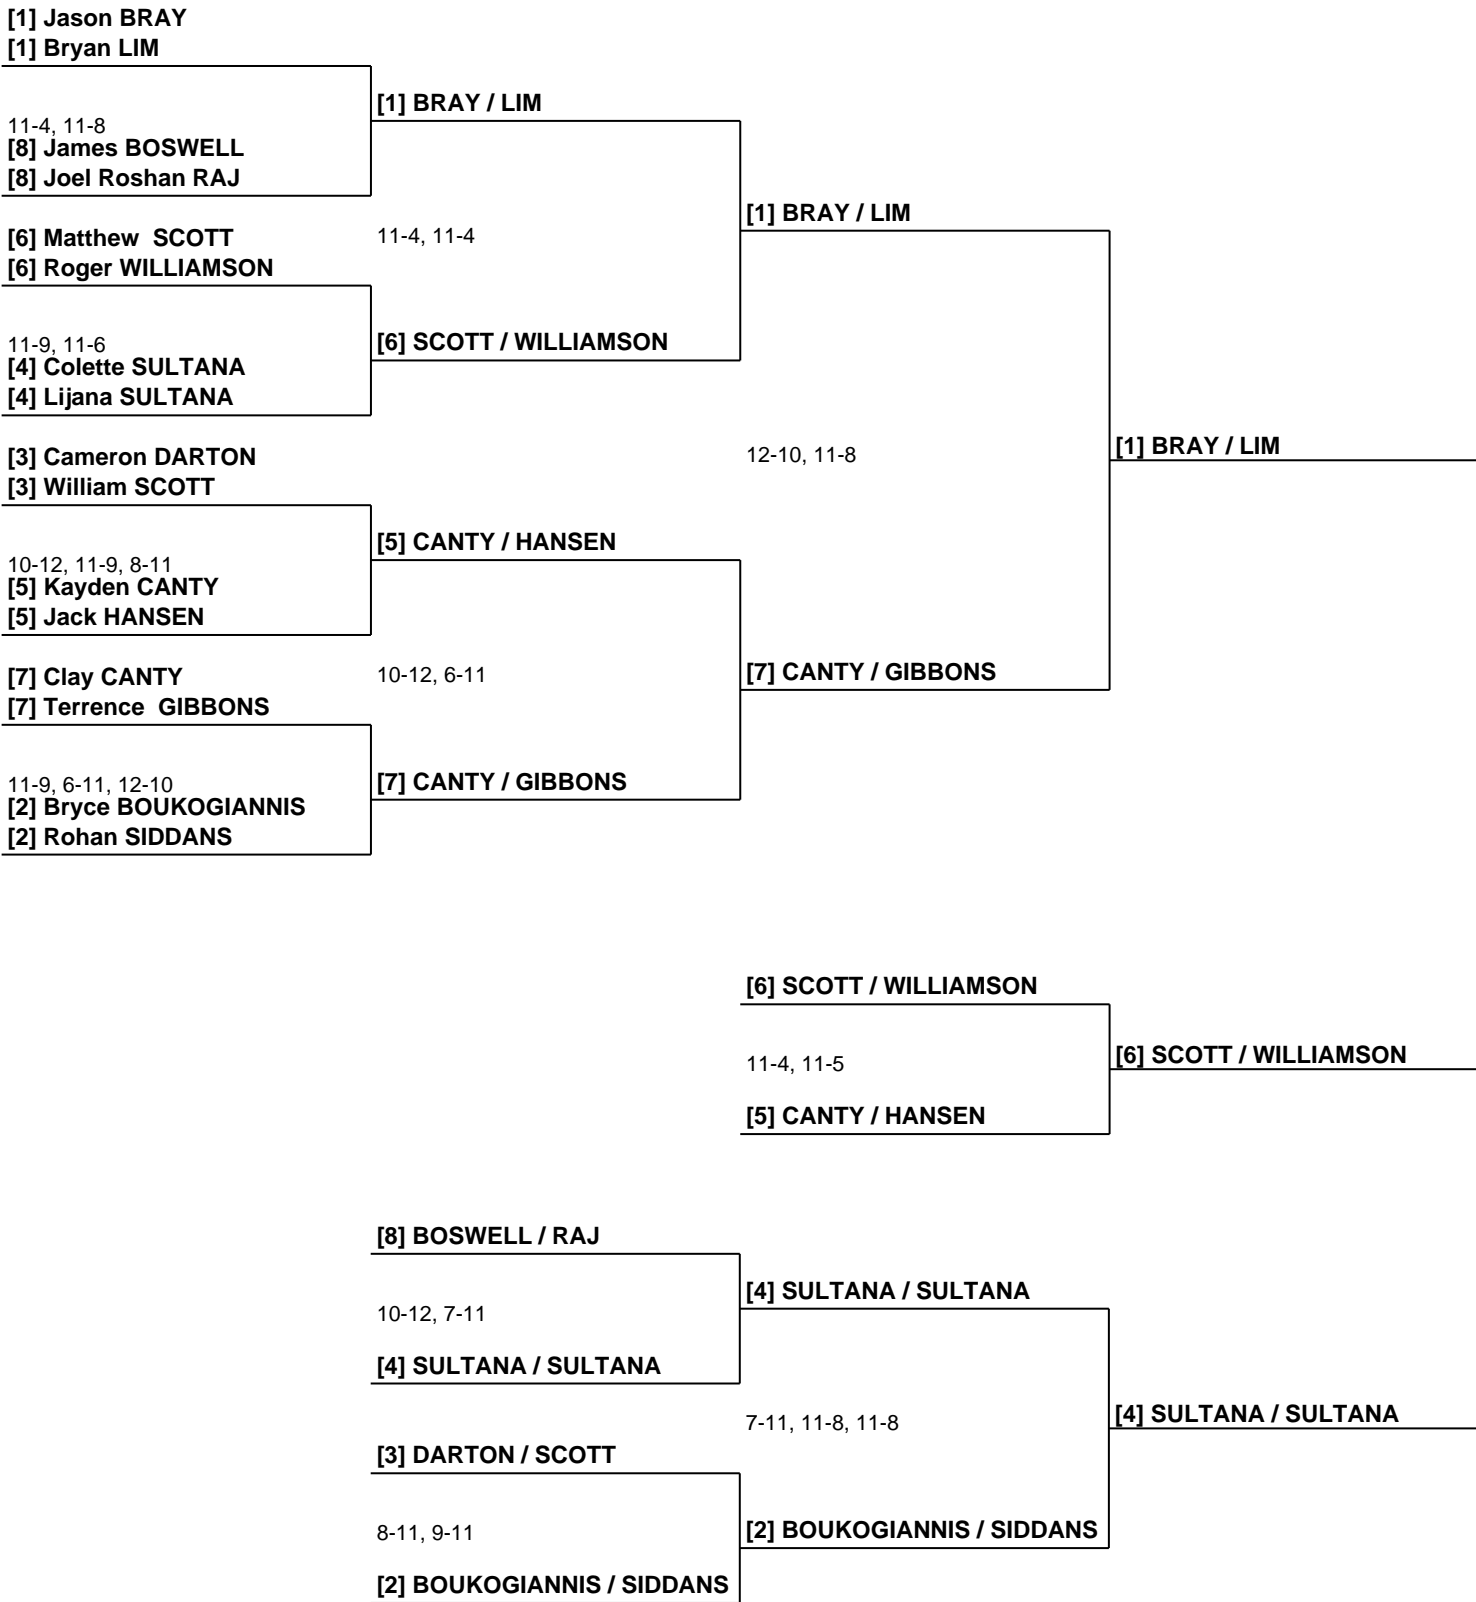 [1] Jason BRAY
[1] Bryan LIM
[1] BRAY / LIM
11-4, 11-8
[8] James BOSWELL
[8] Joel Roshan RAJ
[1] BRAY / LIM
[6] Matthew  SCOTT
11-4, 11-4
[6] Roger WILLIAMSON
[6] SCOTT / WILLIAMSON
11-9, 11-6
[4] Colette SULTANA
[4] Lijana SULTANA
[1] BRAY / LIM
[3] Cameron DARTON
12-10, 11-8
[3] William SCOTT
[5] CANTY / HANSEN
10-12, 11-9, 8-11
[5] Kayden CANTY
[5] Jack HANSEN
[7] CANTY / GIBBONS
[7] Clay CANTY
10-12, 6-11
[7] Terrence  GIBBONS
[7] CANTY / GIBBONS
11-9, 6-11, 12-10
[2] Bryce BOUKOGIANNIS
[2] Rohan SIDDANS
[6] SCOTT / WILLIAMSON
[6] SCOTT / WILLIAMSON
11-4, 11-5
[5] CANTY / HANSEN
[8] BOSWELL / RAJ
[4] SULTANA / SULTANA
10-12, 7-11
[4] SULTANA / SULTANA
[4] SULTANA / SULTANA
7-11, 11-8, 11-8
[3] DARTON / SCOTT
[2] BOUKOGIANNIS / SIDDANS
8-11, 9-11
[2] BOUKOGIANNIS / SIDDANS